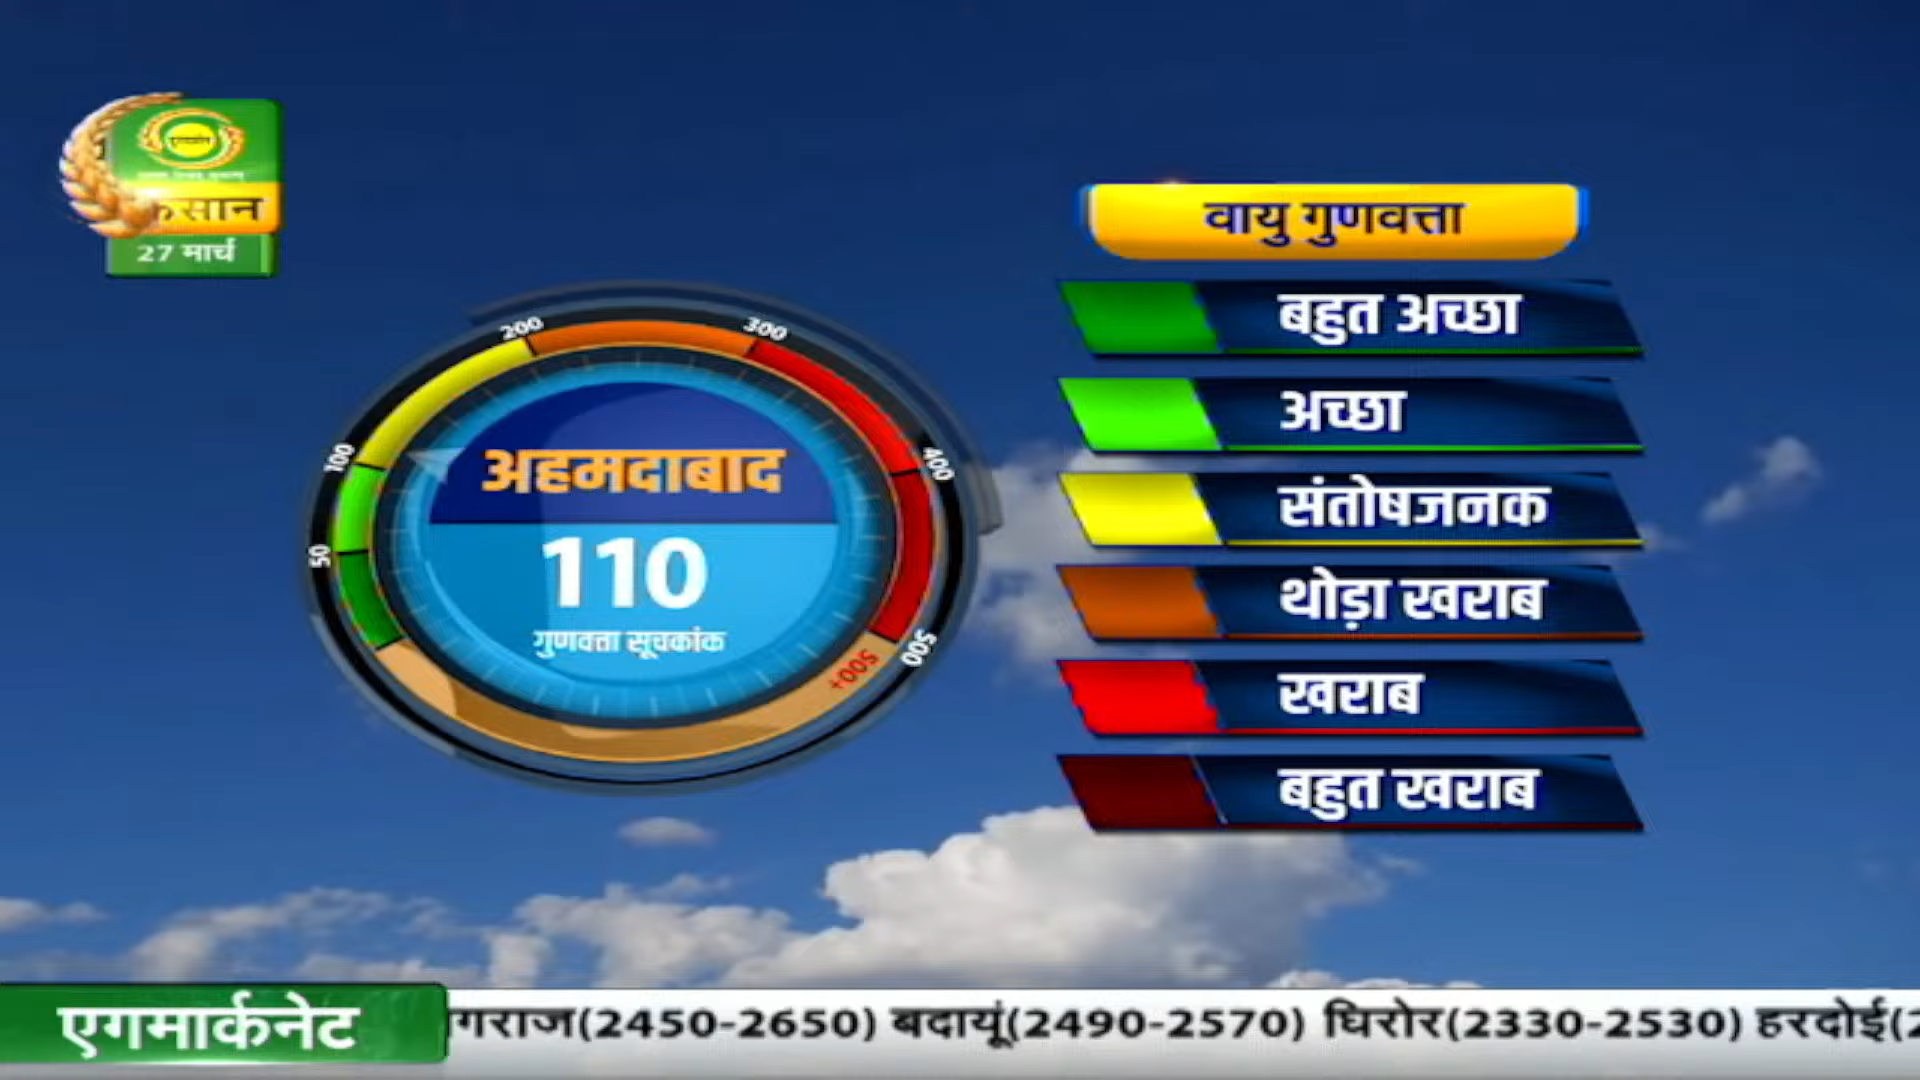 किसान
27 मार्च
वायु गुणवत्ता
बहुत अच्छा
अच्छा
संतोषजनक
थोड़ा खराब
खराब
बहुत खराब
50
100
200
300
400
500
500+
अहमदाबाद
110
गुणवत्ता सूचकांक
एगमार्कनेट
गराज(2450-2650) बदायूं(2490-2570) घिरोर(2330-2530) हरदोई(2